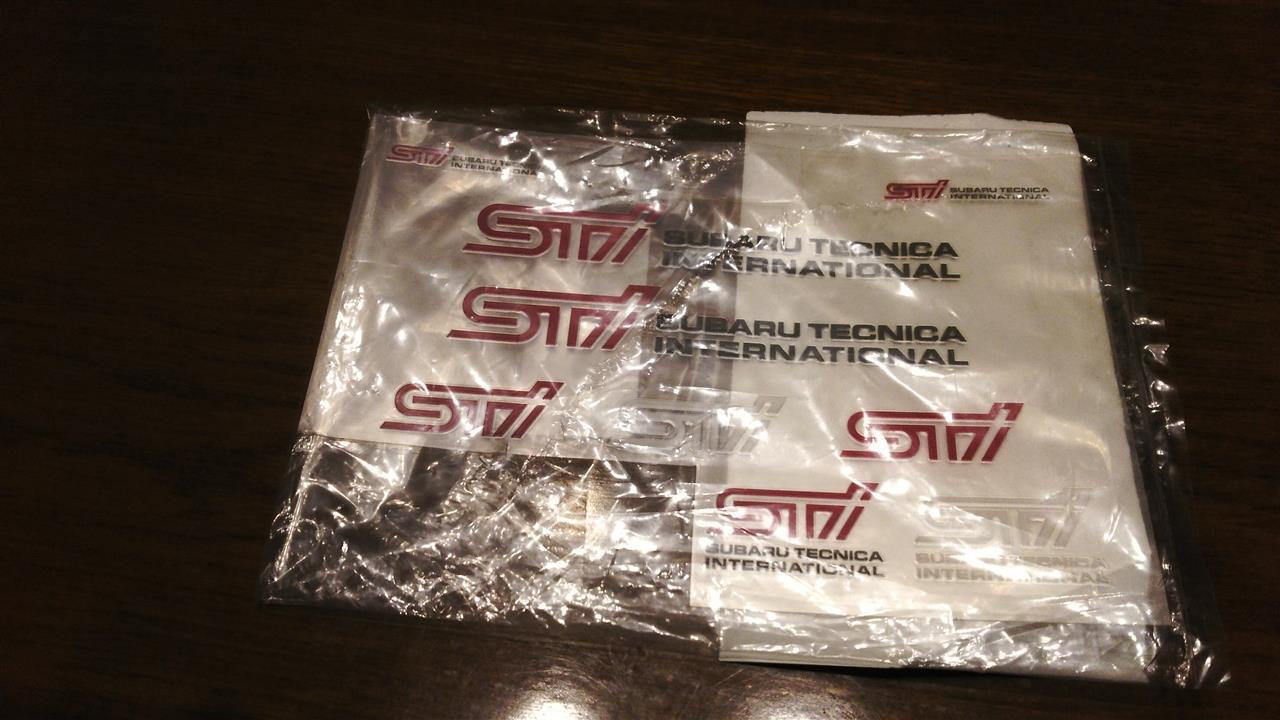 STI SUBARU TECNICA
INTERNATIONAL
STI SUBARU TECNICA
INTERNATIONAL
STI SUBARU TECNICA
INTERNATIONAL
STI SUBARU TECNICA
INTERNATIONAL
STI STI STI
STI STI
SUBARU TECNICA SUBARU TECNICA
INTERNATIONAL INTERNATIONAL